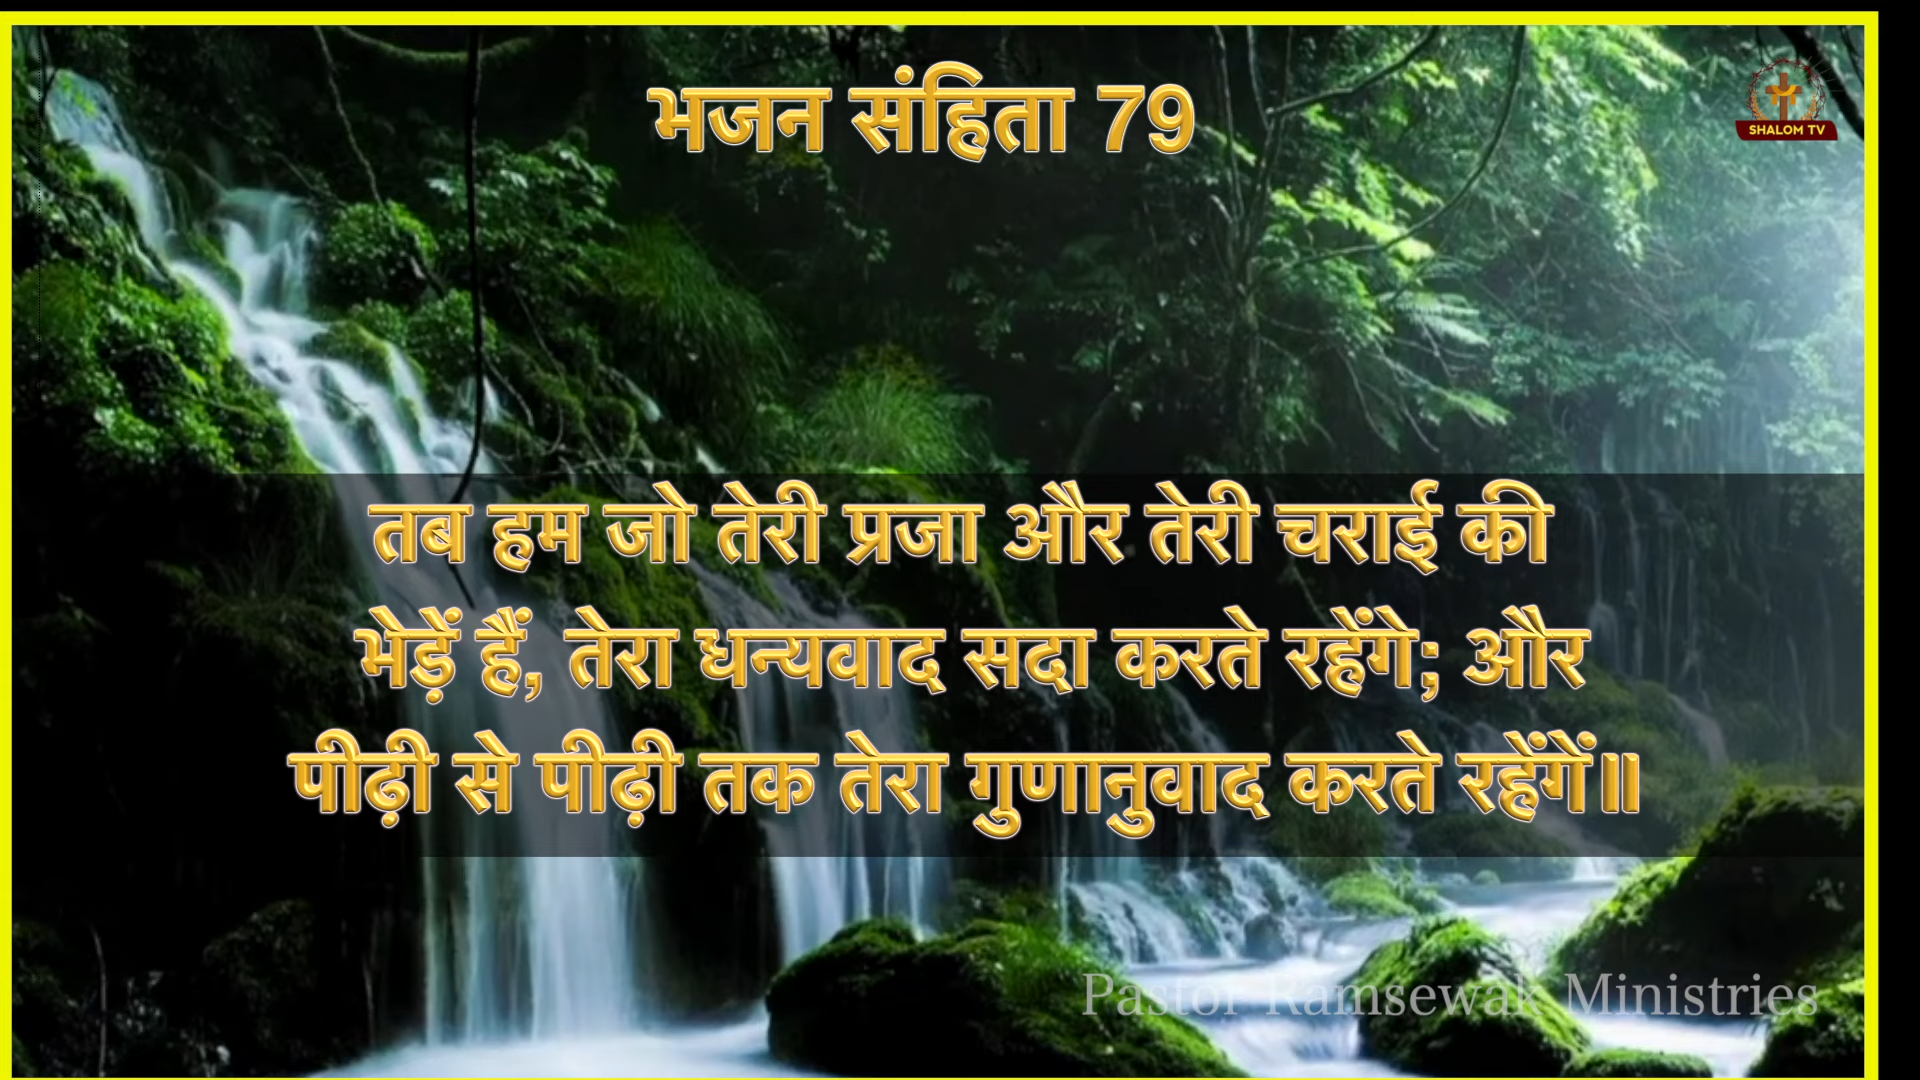 भजन संहिता 79
SHALOM TV
तब हम जो तेरी प्रजा और तेरी चराई की
भेड़ें हैं, तेरा धन्यवाद सदा करते रहेंगे; और
पीढ़ी से पीढ़ी तक तेरा गुणानुवाद करते रहेंगें॥
Pastor Ramsewak Ministries